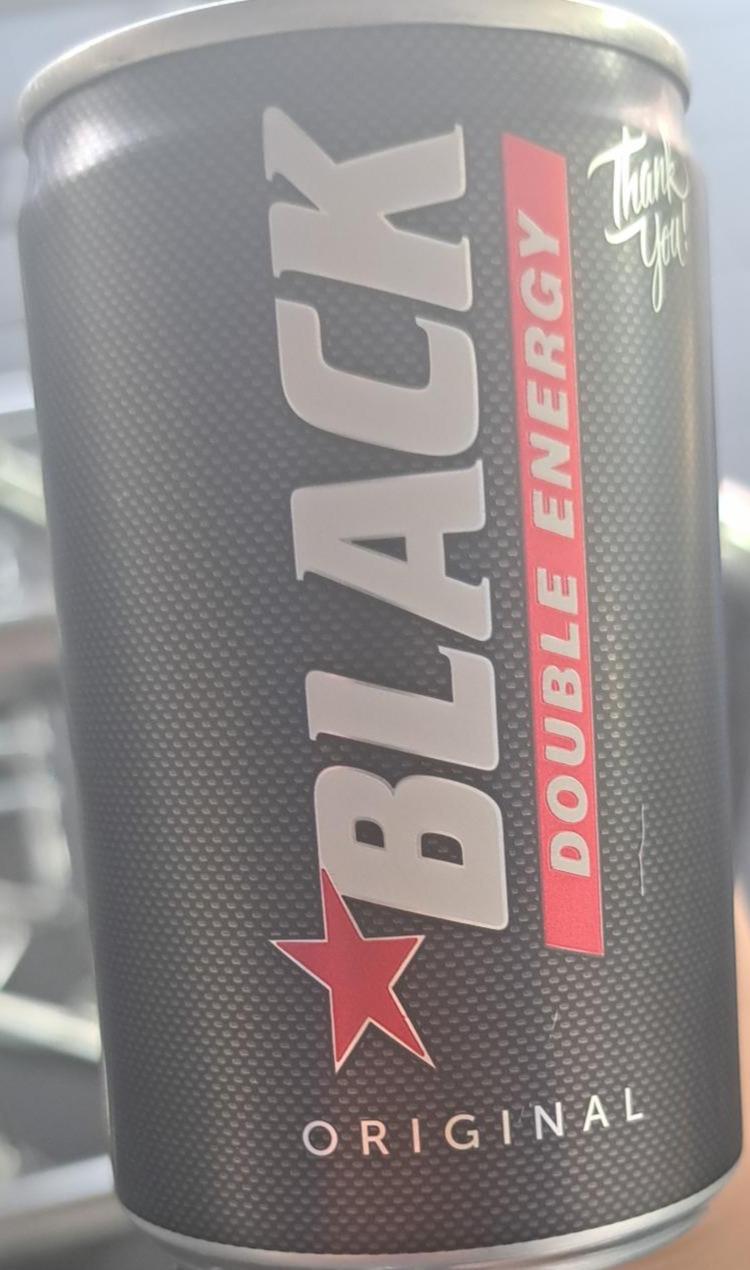 BLACK
DOUBLE ENERGY
Thank
You!
ORIGINAL